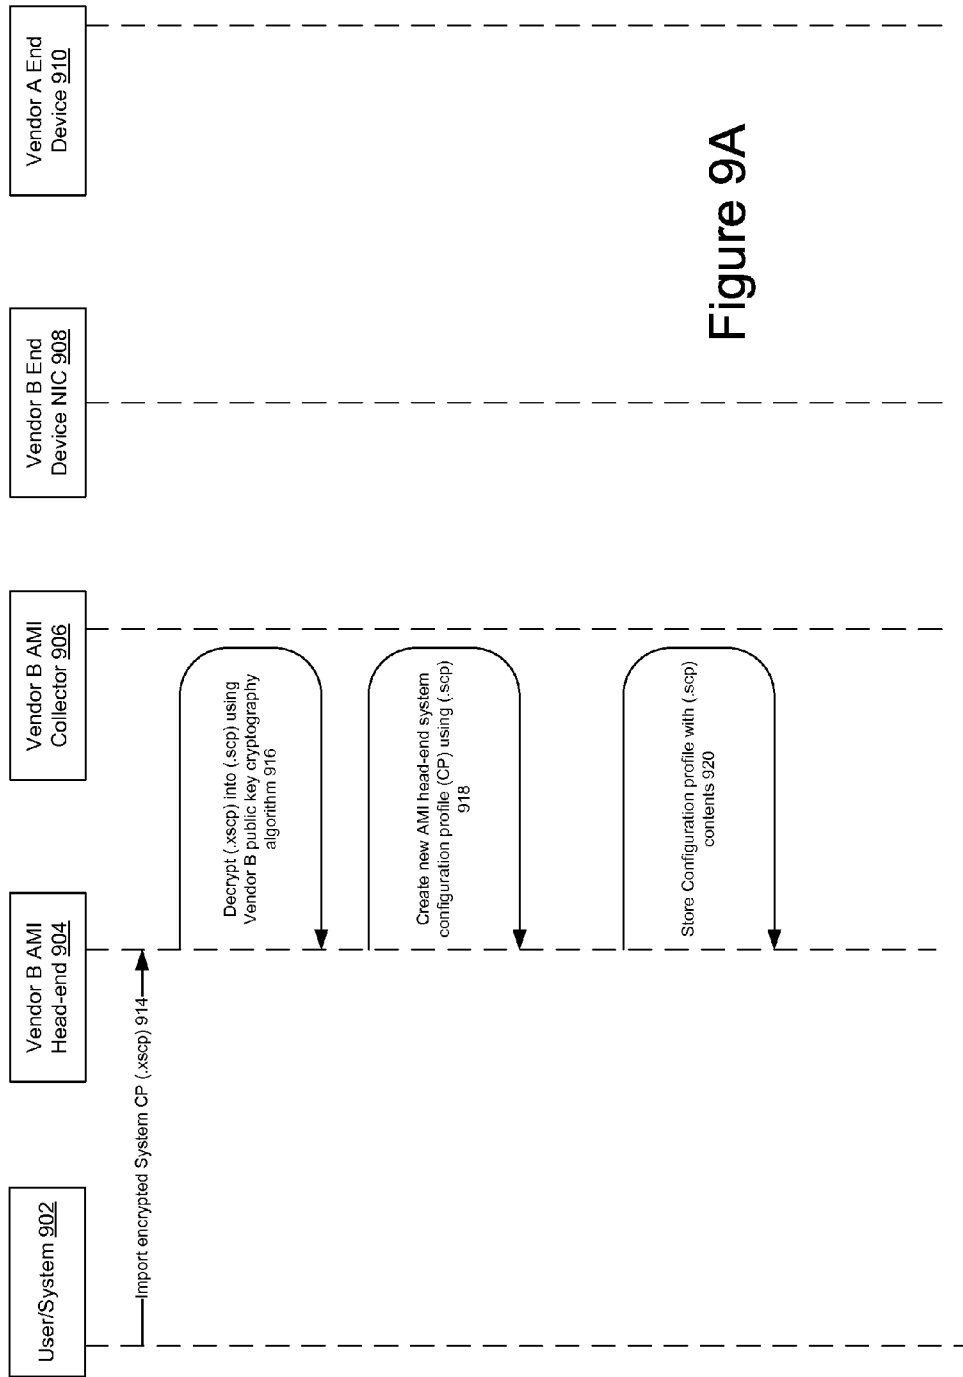 User/System 902
Vendor B AMI
Head-end 904
Vendor B AMI
Collector 906
Vendor B End
Device NIC 908
Vendor A End
Device 910
Import encrypted System CP (.xscp) 914
Decrypt (.xscp) into (.scp) using
Vendor B public key cryptography
algorithm 916
Create new AMI head-end system
configuration profile (CP) using (.scp)
918
Store Configuration profile with (.scp)
contents 920
Figure 9A